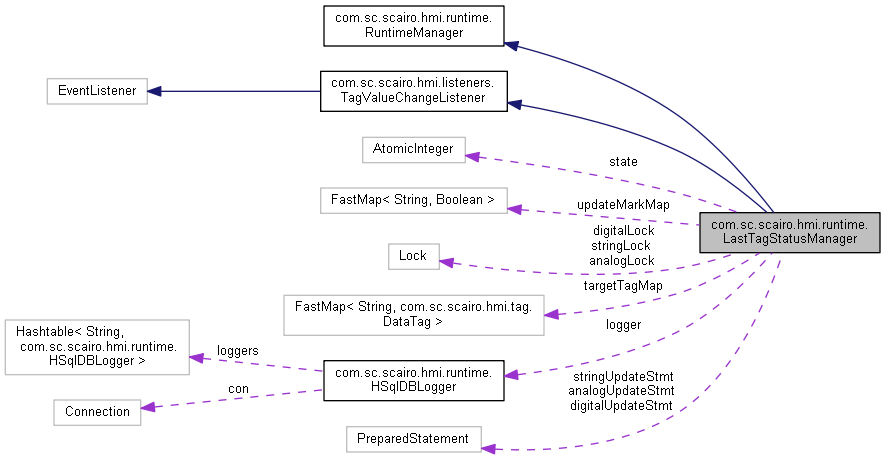 com.sc.scairo.hmi.runtime.
RuntimeManager
com.sc.scairo.hmi.listeners.
TagValueChangeListener
EventListener
AtomicInteger
state
FastMap< String, Boolean >
updateMarkMap
com.sc.scairo.hmi.runtime.
LastTagStatusManager
digitalLock
stringLock
analogLock
Lock
targetTagMap
FastMap< String, com.sc.scairo.hmi.tag.
DataTag >
logger
Hashtable< String,
com.sc.scairo.hmi.runtime.
HSqlDBLogger >
loggers
com.sc.scairo.hmi.runtime.
HSqlDBLogger
con
Connection
stringUpdateStmt
analogUpdateStmt
digitalUpdateStmt
PreparedStatement